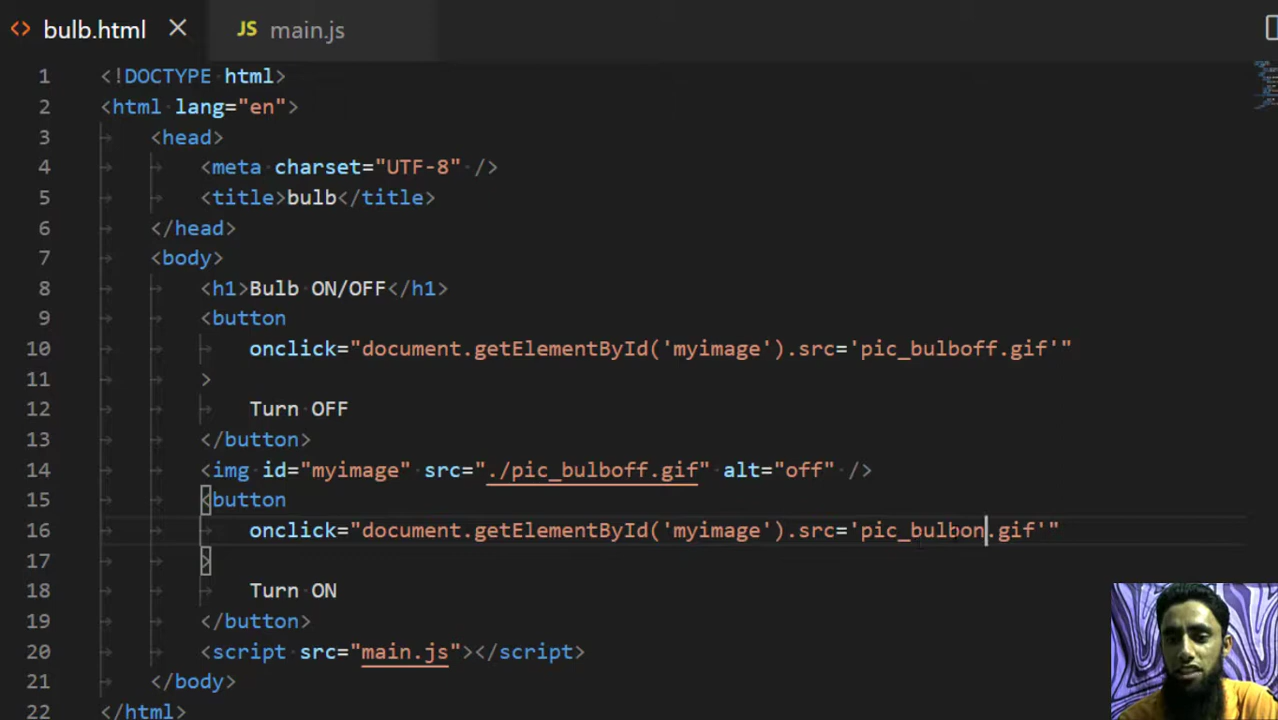 bulb.html
JS main.js
1 <!DOCTYPE html>
2 <html lang="en">
3 <head>
4 <meta charset="UTF-8" />
5 <title>bulb</title>
6 </head>
7 <body>
8 <h1>Bulb ON/OFF</h1>
9 <button
10 onclick="document.getElementById('myimage').src='pic_bulboff.gif'"
11 >
12 Turn OFF
13 </button>
14 <img id="myimage" src="./pic_bulboff.gif" alt="off" />
15 <button
16 onclick="document.getElementById('myimage').src='pic_bulbon.gif'"
17 >
18 Turn ON
19 </button>
20 <script src="main.js"></script>
21 </body>
22 </html>